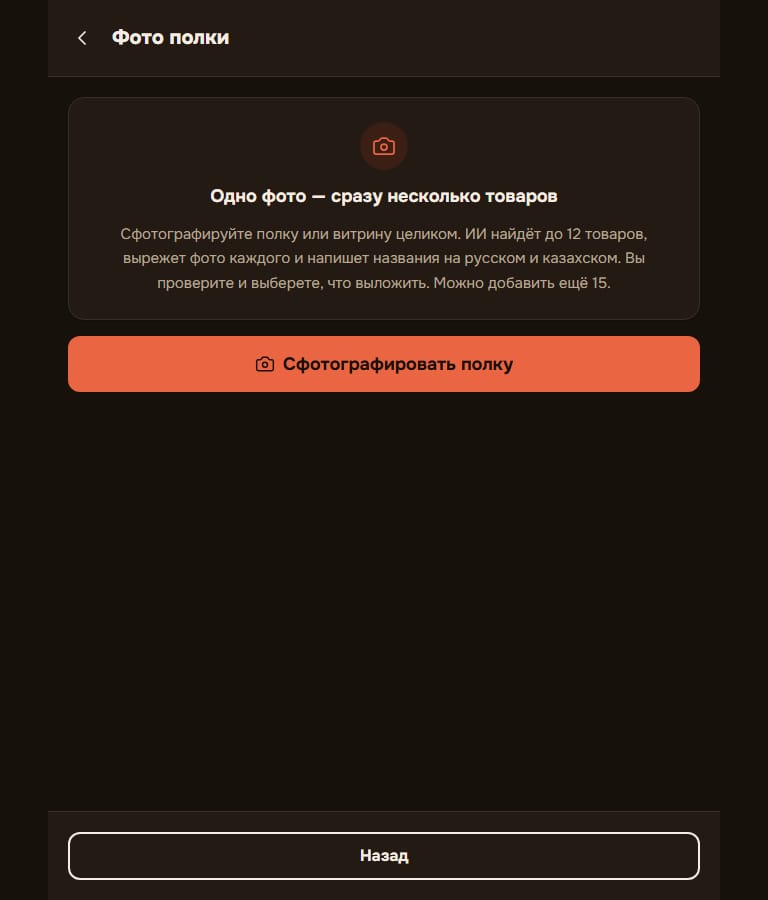 Фото полки
Одно фото — сразу несколько товаров
Сфотографируйте полку или витрину целиком. ИИ найдёт до 12 товаров,
вырежет фото каждого и напишет названия на русском и казахском. Вы
проверите и выберете, что выложить. Можно добавить ещё 15.
Сфотографировать полку
Назад